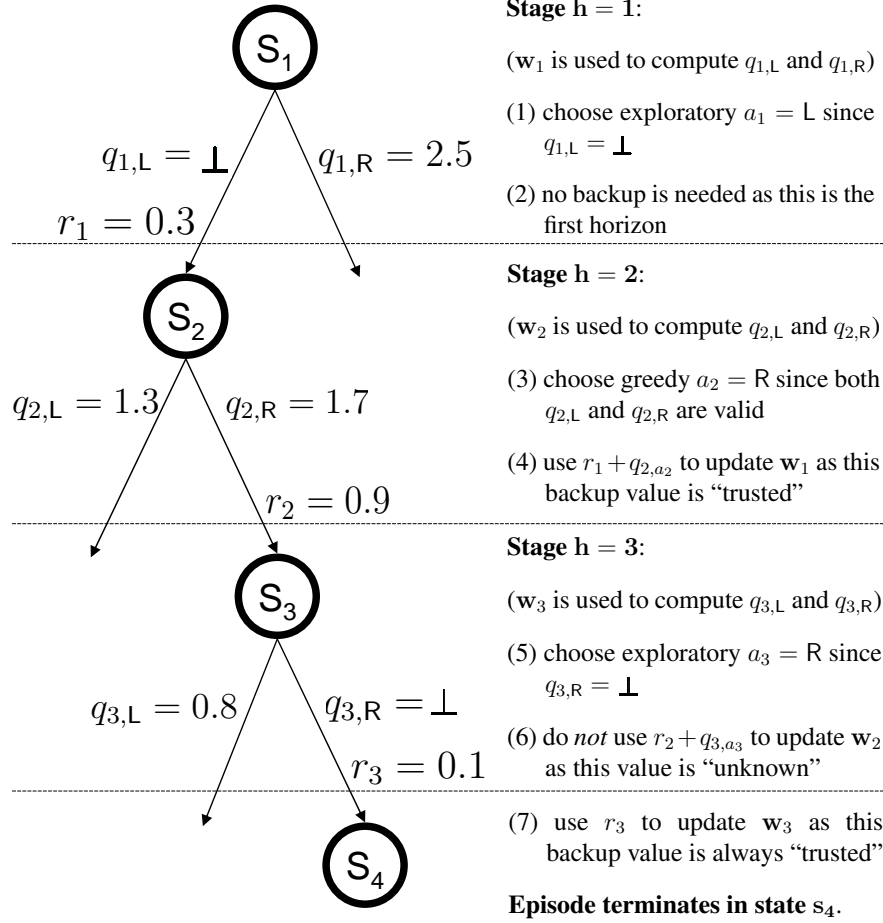 S₁
q₁,L = ⊥
q₁,R = 2.5
r₁ = 0.3
Stage h = 1:
(w₁ is used to compute q₁,L and q₁,R)
(1) choose exploratory a₁ = L since
q₁,L = ⊥
(2) no backup is needed as this is the
first horizon
S₂
q₂,L = 1.3
q₂,R = 1.7
r₂ = 0.9
Stage h = 2:
(w₂ is used to compute q₂,L and q₂,R)
(3) choose greedy a₂ = R since both
q₂,L and q₂,R are valid
(4) use r₁ + q₂,a₂ to update w₁ as this
backup value is “trusted”
S₃
q₃,L = 0.8
q₃,R = ⊥
r₃ = 0.1
Stage h = 3:
(w₃ is used to compute q₃,L and q₃,R)
(5) choose exploratory a₃ = R since
q₃,R = ⊥
(6) do not use r₂ + q₃,a₃ to update w₂
as this value is “unknown”
S₄
(7) use r₃ to update w₃ as this
backup value is always “trusted”
Episode terminates in state s₄.